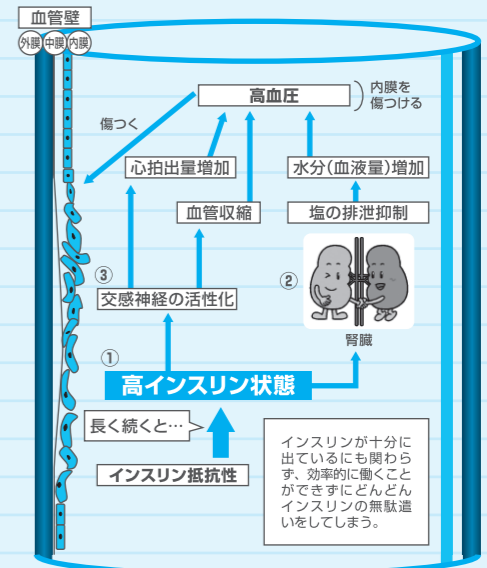 血管壁
外膜 中膜 内膜
高血圧
内膜を
傷つける
傷つく
心拍出量増加
水分(血液量)増加
血管収縮
塩の排泄抑制
③
②
交感神経の活性化
腎臓
①
高インスリン状態
長く続くと…
インスリン抵抗性
インスリンが十分に
出ているにも関わら
ず、効率的に働くこと
ができずにどんどん
インスリンの無駄遣
いをしてしまう。